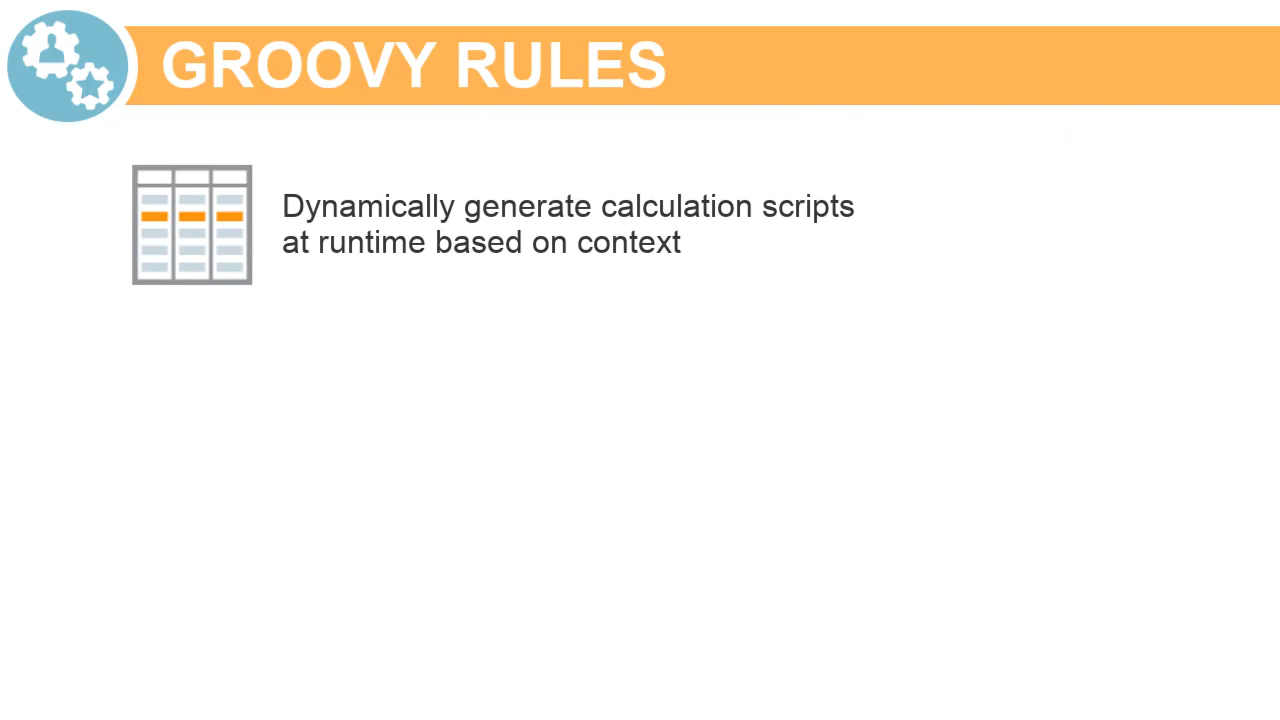 GROOVY RULES
Dynamically generate calculation scripts
at runtime based on context